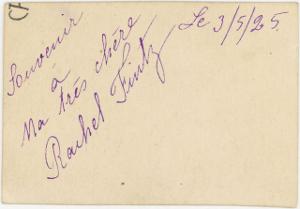 Le 3/5/25.
Souvenir
à
Ma très chère
Rachel Fintz